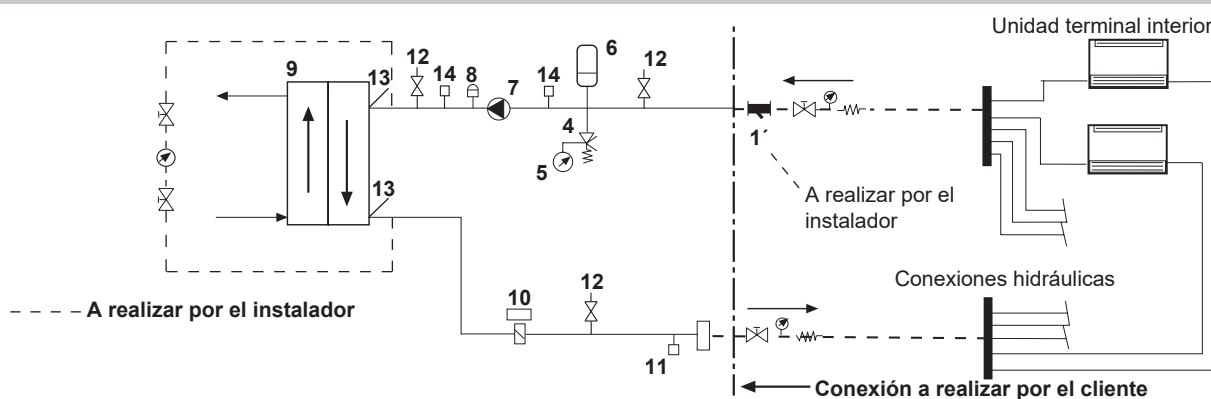 Unidad terminal interior
12
6
12
9
13
14
8
7
14
4
1´
5
13
A realizar por el
instalador
Conexiones hidráulicas
12
10
– – – – – A realizar por el instalador
11
Conexión a realizar por el cliente